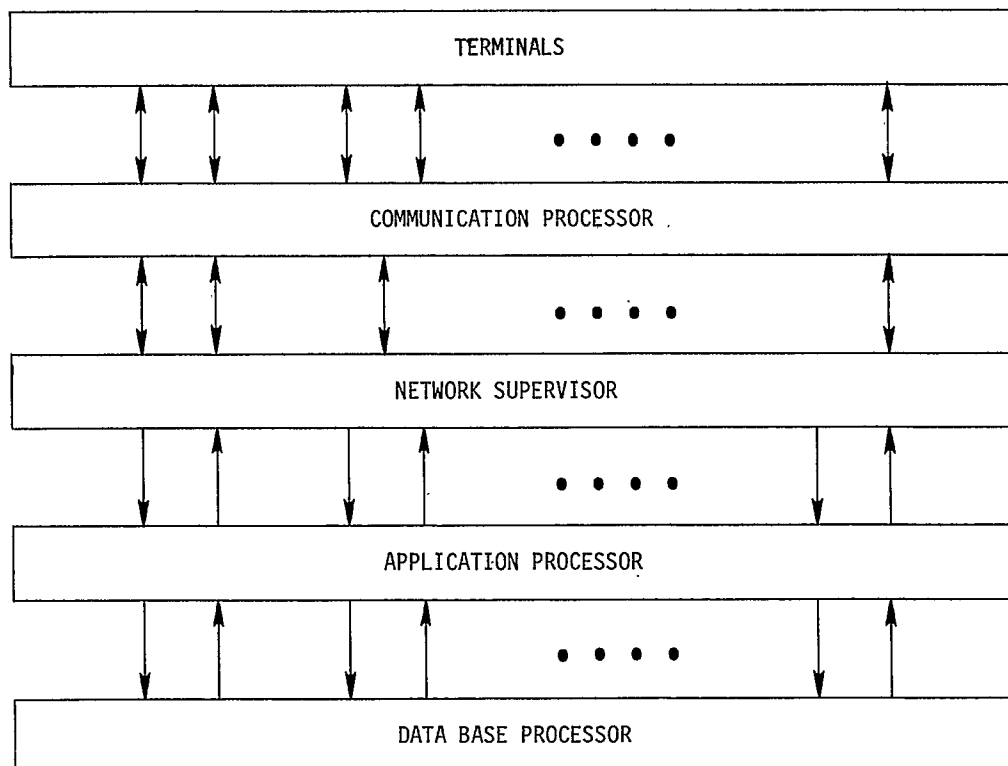 TERMINALS
COMMUNICATION PROCESSOR
NETWORK SUPERVISOR
APPLICATION PROCESSOR
DATA BASE PROCESSOR